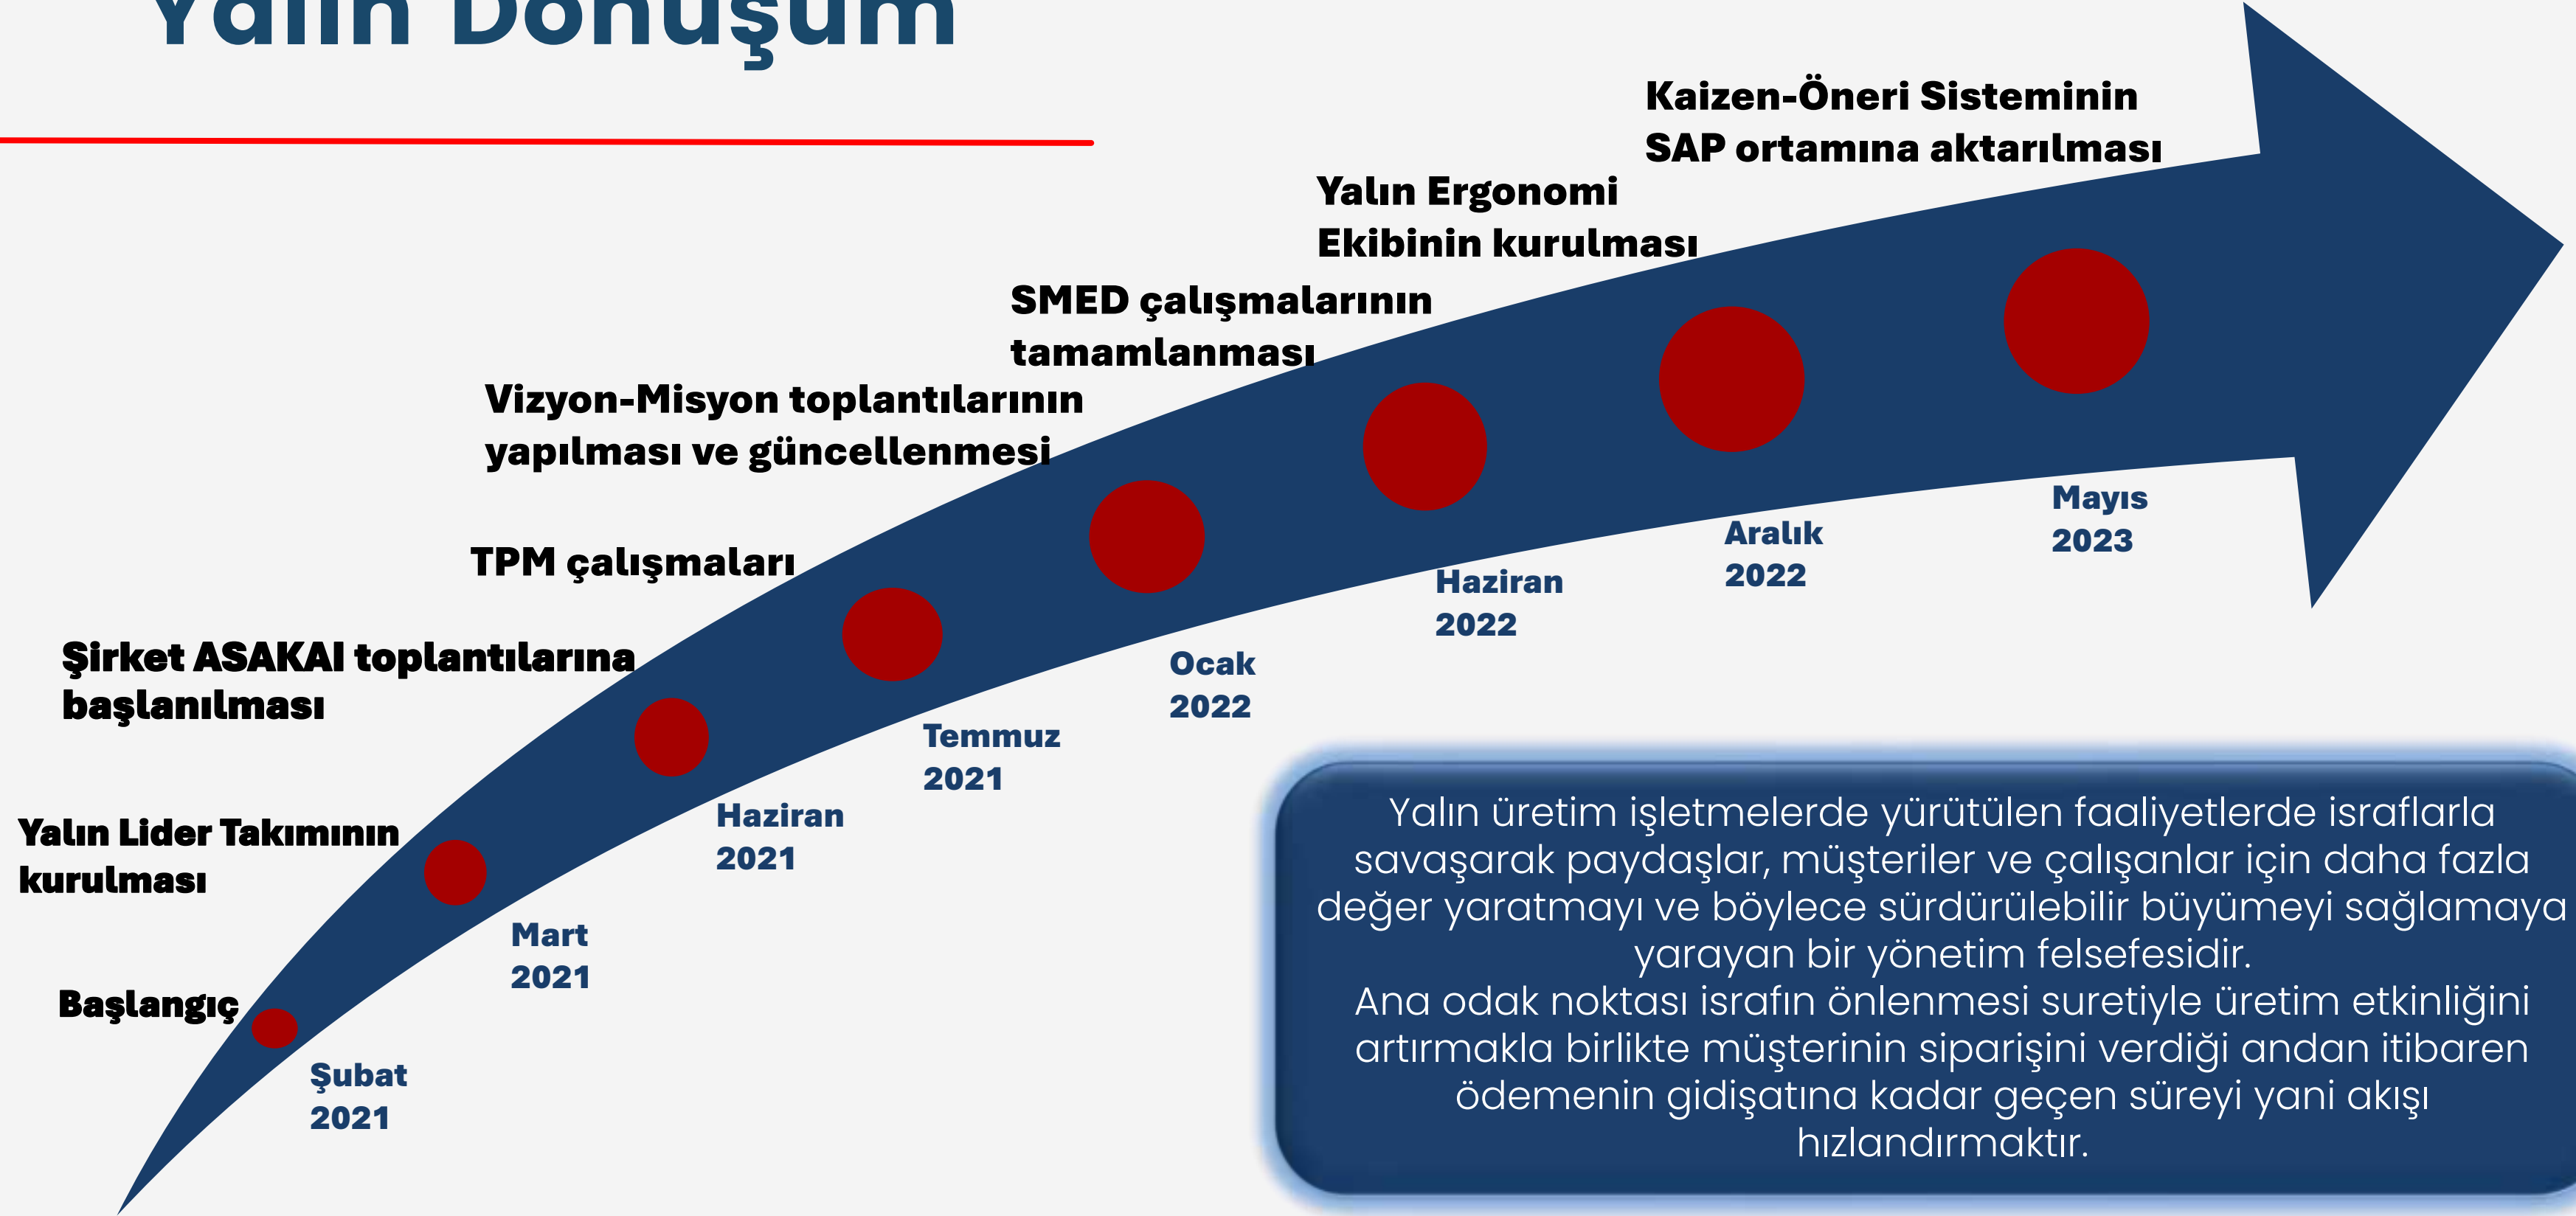 Yalın Dönüşüm
Kaizen-Öneri Sisteminin
SAP ortamına aktarılması
Yalın Ergonomi
Ekibinin kurulması
SMED çalışmalarının
tamamlanması
Vizyon-Misyon toplantılarının
yapılması ve güncellenmesi
TPM çalışmaları
Şirket ASAKAI toplantılarına
başlanılması
Yalın Lider Takımının
kurulması
Başlangıç
Şubat
2021
Mart
2021
Haziran
2021
Temmuz
2021
Ocak
2022
Haziran
2022
Aralık
2022
Mayıs
2023
Yalın üretim işletmelerde yürütülen faaliyetlerde israflarla
savaşarak paydaşlar, müşteriler ve çalışanlar için daha fazla
değer yaratmayı ve böylece sürdürülebilir büyümeyi sağlamaya
yarayan bir yönetim felsefesidir.
Ana odak noktası israfın önlenmesi suretiyle üretim etkinliğini
artırmakla birlikte müşterinin siparişini verdiği andan itibaren
ödemenin gidişatına kadar geçen süreyi yani akışı
hızlandırmaktır.